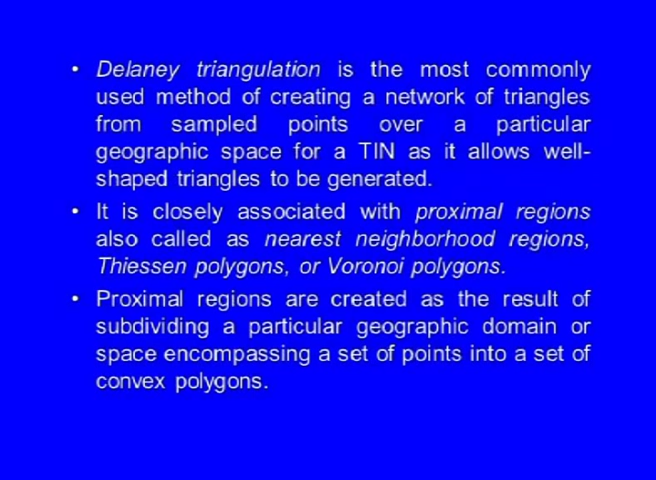 • Delaney triangulation is the most commonly
used method of creating a network of triangles
from sampled points over a particular
geographic space for a TIN as it allows well-
shaped triangles to be generated.
• It is closely associated with proximal regions
also called as nearest neighborhood regions,
Thiessen polygons, or Voronoi polygons.
• Proximal regions are created as the result of
subdividing a particular geographic domain or
space encompassing a set of points into a set of
convex polygons.